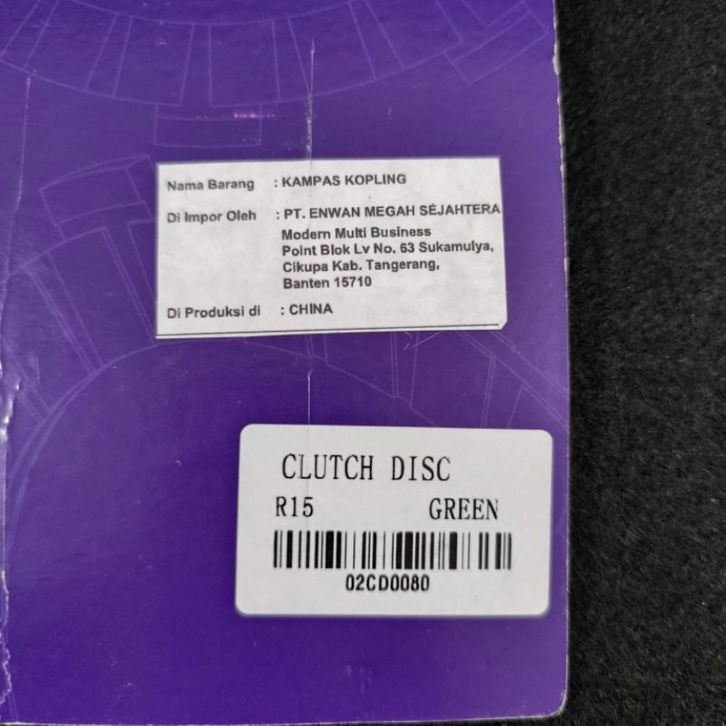 Nama Barang : KAMPAS KOPLING
Di Impor Oleh : PT. ENWAN MEGAH SEJAHTERA
Modern Multi Business
Point Blok Lv No. 63 Sukamulya,
Cikupa Kab. Tangerang,
Banten 15710
Di Produksi di : CHINA
CLUTCH DISC
R15 GREEN
02CD0080